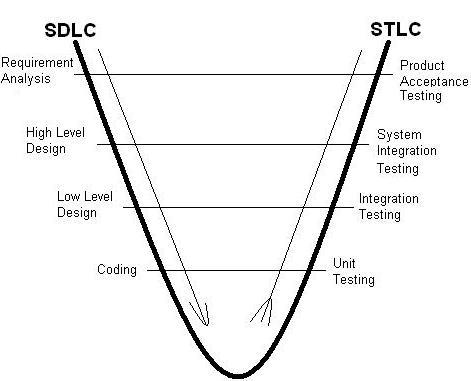 SDLC
STLC
Requirement
Analysis
Product
Acceptance
Testing
High Level
Design
System
Integration
Testing
Low Level
Design
Integration
Testing
Coding
Unit
Testing